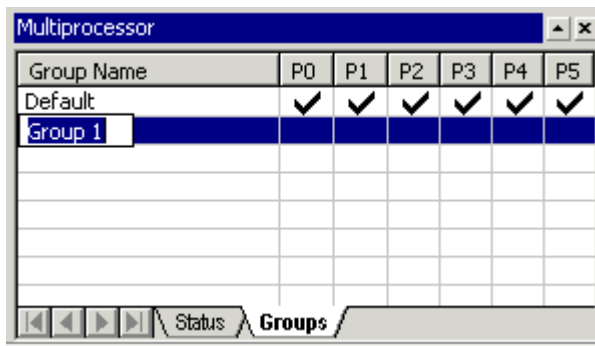 Multiprocessor
Group Name P0 P1 P2 P3 P4 P5
Default
Group 1
Status Groups